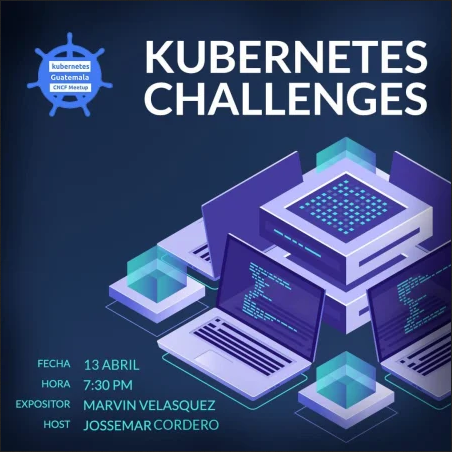 kubernetes
Guatemala
CNCF Meetup
KUBERNETES
CHALLENGES
FECHA 13 ABRIL
HORA 7:30 PM
EXPOSITOR MARVIN VELASQUEZ
HOST JOSSEMAR CORDERO